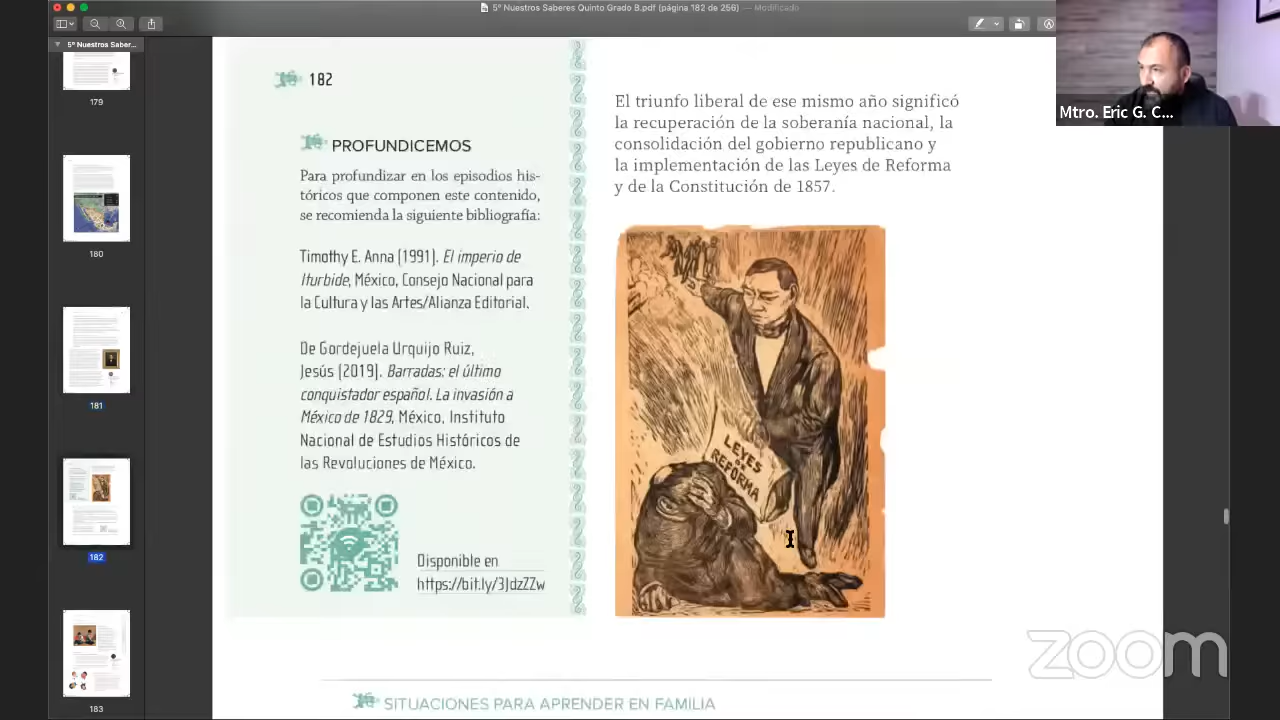 5º Nuestros Saberes Quinto Grado B.pdf (página 182 de 256) — Modificado
5º Nuestros Saber...
179
180
181
182
183
182
PROFUNDICEMOS
Para profundizar en los episodios his-
tóricos que componen este contenido,
se recomienda la siguiente bibliografía:
Timothy E. Anna (1991). El imperio de
Iturbide, México, Consejo Nacional para
la Cultura y las Artes/Alianza Editorial.
De Gordejuela Urquijo Ruiz,
Jesús (2019). Barradas: el último
conquistador español. La invasión a
México de 1829, México, Instituto
Nacional de Estudios Históricos de
las Revoluciones de México.
Disponible en
https://bit.ly/3JdzZZw
El triunfo liberal de ese mismo año significó
la recuperación de la soberanía nacional, la
consolidación del gobierno republicano y
la implementación de las Leyes de Reforma
y de la Constitución de 1857.
LEYES
DE
REFORMA
SITUACIONES PARA APRENDER EN FAMILIA
Mtro. Eric G. C...
zoom